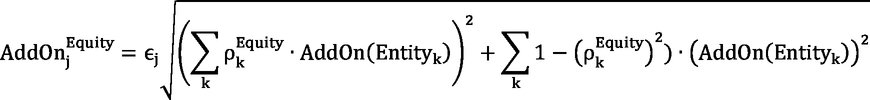 AddOn_j^Equity = ϵ_j √((∑_k ρ_k^Equity · AddOn(Entity_k))^2 + ∑_k 1 − (ρ_k^Equity)^2) · (AddOn(Entity_k))^2